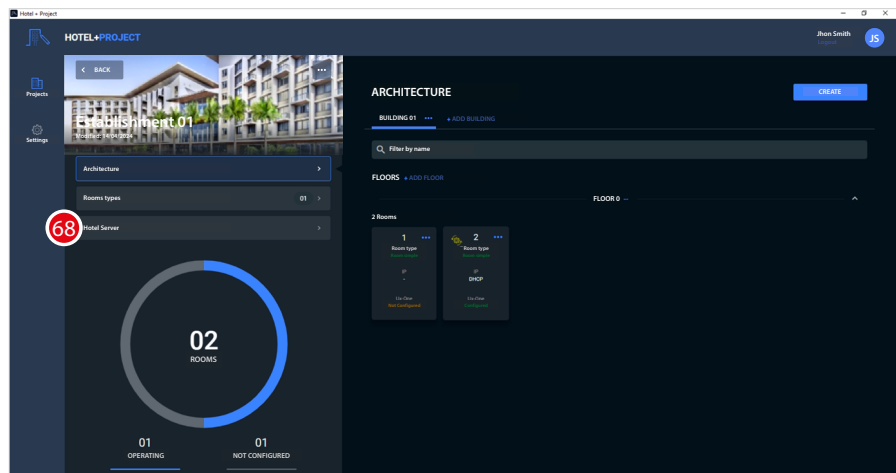 Hotel + Project
HOTEL+PROJECT
Jhon Smith
Logout
JS
Projects
Settings
BACK
Establishment 01
Modified: 14/04/2024
Architecture
Rooms types
01
68
Hotel Server
02
ROOMS
01
OPERATING
01
NOT CONFIGURED
ARCHITECTURE
CREATE
BUILDING 01
+ ADD BUILDING
Filter by name
FLOORS + ADD FLOOR
FLOOR 0
2 Rooms
1
Room type
IP
-
Not Configured
2
Room type
IP
DHCP
Configured